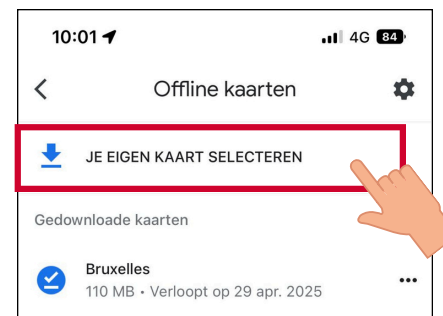 10:01 4G 84
Offline kaarten
JE EIGEN KAART SELECTEREN
Gedownloade kaarten
Bruxelles
110 MB • Verloopt op 29 apr. 2025